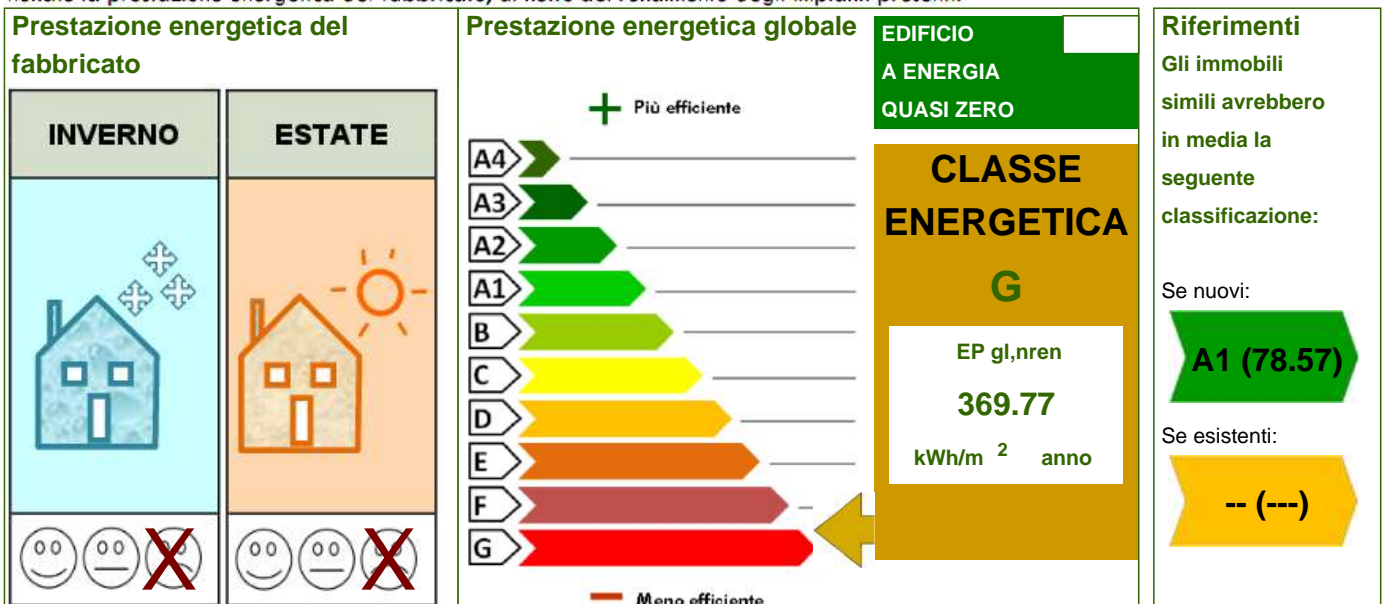 Prestazione energetica del
fabbricato
INVERNO
ESTATE
X
X
Prestazione energetica globale
Più efficiente
A4
A3
A2
A1
B
C
D
E
F
G
Meno efficiente
EDIFICIO
A ENERGIA
QUASI ZERO
CLASSE
ENERGETICA
G
EP gl,nren
369.77
kWh/m 2 anno
Riferimenti
Gli immobili
simili avrebbero
in media la
seguente
classificazione:
Se nuovi:
A1 (78.57)
Se esistenti:
-- (---)